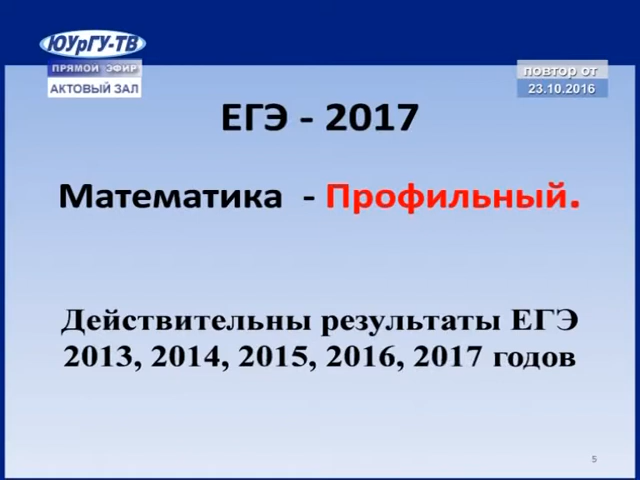 ЮУрГУ-ТВ
ПРЯМОЙ ЭФИР
АКТОВЫЙ ЗАЛ
повтор от
23.10.2016
ЕГЭ - 2017
Математика - Профильный.
Действительны результаты ЕГЭ
2013, 2014, 2015, 2016, 2017 годов
5